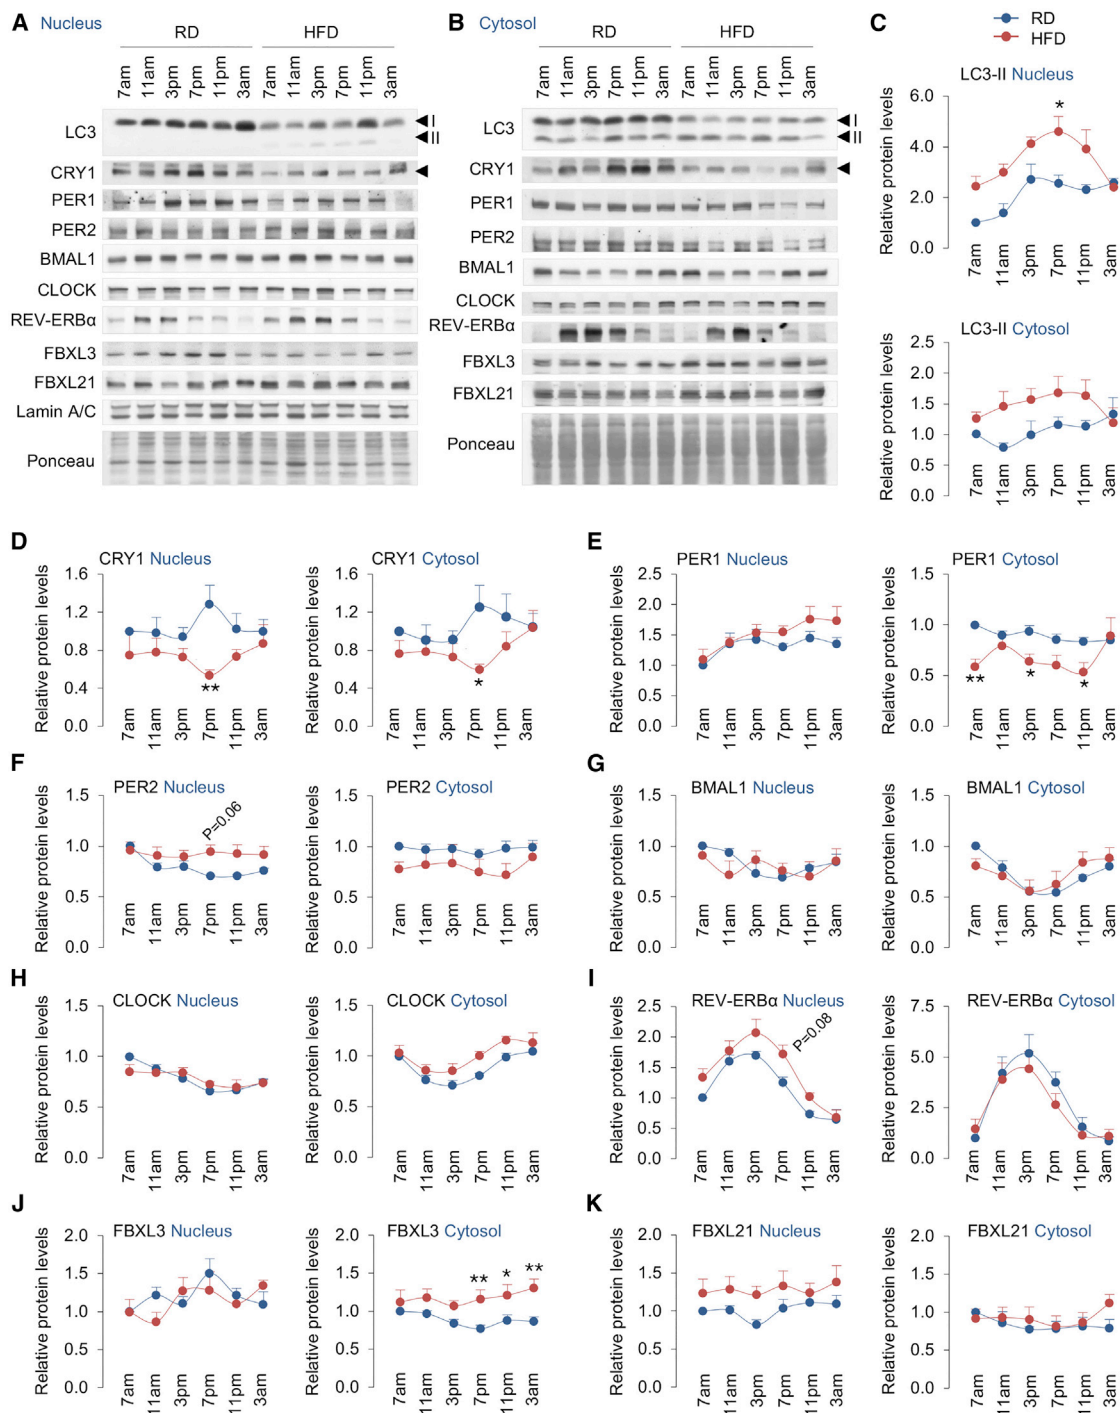 A Nucleus
RD HFD
7am 11am 3pm 7pm 11pm 3am 7am 11am 3pm 7pm 11pm 3am
LC3
I
II
CRY1
PER1
PER2
BMAL1
CLOCK
REV-ERBα
FBXL3
FBXL21
Lamin A/C
Ponceau
B Cytosol
RD HFD
7am 11am 3pm 7pm 11pm 3am 7am 11am 3pm 7pm 11pm 3am
LC3
I
II
CRY1
PER1
PER2
BMAL1
CLOCK
REV-ERBα
FBXL3
FBXL21
Ponceau
C
RD
HFD
LC3-II Nucleus
Relative protein levels
6.0
4.0
2.0
0.0
*
7am 11am 3pm 7pm 11pm 3am
LC3-II Cytosol
Relative protein levels
2.5
2.0
1.5
1.0
0.5
0.0
7am 11am 3pm 7pm 11pm 3am
D
CRY1 Nucleus
Relative protein levels
1.6
1.2
0.8
0.4
0.0
**
7am 11am 3pm 7pm 11pm 3am
CRY1 Cytosol
Relative protein levels
1.6
1.2
0.8
0.4
0.0
*
7am 11am 3pm 7pm 11pm 3am
E
PER1 Nucleus
Relative protein levels
2.5
2.0
1.5
1.0
0.5
0.0
7am 11am 3pm 7pm 11pm 3am
PER1 Cytosol
Relative protein levels
1.5
1.0
0.5
0.0
** * *
7am 11am 3pm 7pm 11pm 3am
F
PER2 Nucleus
Relative protein levels
1.5
1.0
0.5
0.0
P=0.06
7am 11am 3pm 7pm 11pm 3am
PER2 Cytosol
Relative protein levels
1.5
1.0
0.5
0.0
7am 11am 3pm 7pm 11pm 3am
G
BMAL1 Nucleus
Relative protein levels
1.5
1.0
0.5
0.0
7am 11am 3pm 7pm 11pm 3am
BMAL1 Cytosol
Relative protein levels
1.5
1.0
0.5
0.0
7am 11am 3pm 7pm 11pm 3am
H
CLOCK Nucleus
Relative protein levels
1.5
1.0
0.5
0.0
7am 11am 3pm 7pm 11pm 3am
CLOCK Cytosol
Relative protein levels
1.5
1.0
0.5
0.0
7am 11am 3pm 7pm 11pm 3am
I
REV-ERBα Nucleus
Relative protein levels
2.5
2.0
1.5
1.0
0.5
0.0
P=0.08
7am 11am 3pm 7pm 11pm 3am
REV-ERBα Cytosol
Relative protein levels
7.5
5.0
2.5
0.0
7am 11am 3pm 7pm 11pm 3am
J
FBXL3 Nucleus
Relative protein levels
2.0
1.5
1.0
0.5
0.0
7am 11am 3pm 7pm 11pm 3am
FBXL3 Cytosol
Relative protein levels
2.0
1.5
1.0
0.5
0.0
** * **
7am 11am 3pm 7pm 11pm 3am
K
FBXL21 Nucleus
Relative protein levels
2.0
1.5
1.0
0.5
0.0
7am 11am 3pm 7pm 11pm 3am
FBXL21 Cytosol
Relative protein levels
2.0
1.5
1.0
0.5
0.0
7am 11am 3pm 7pm 11pm 3am